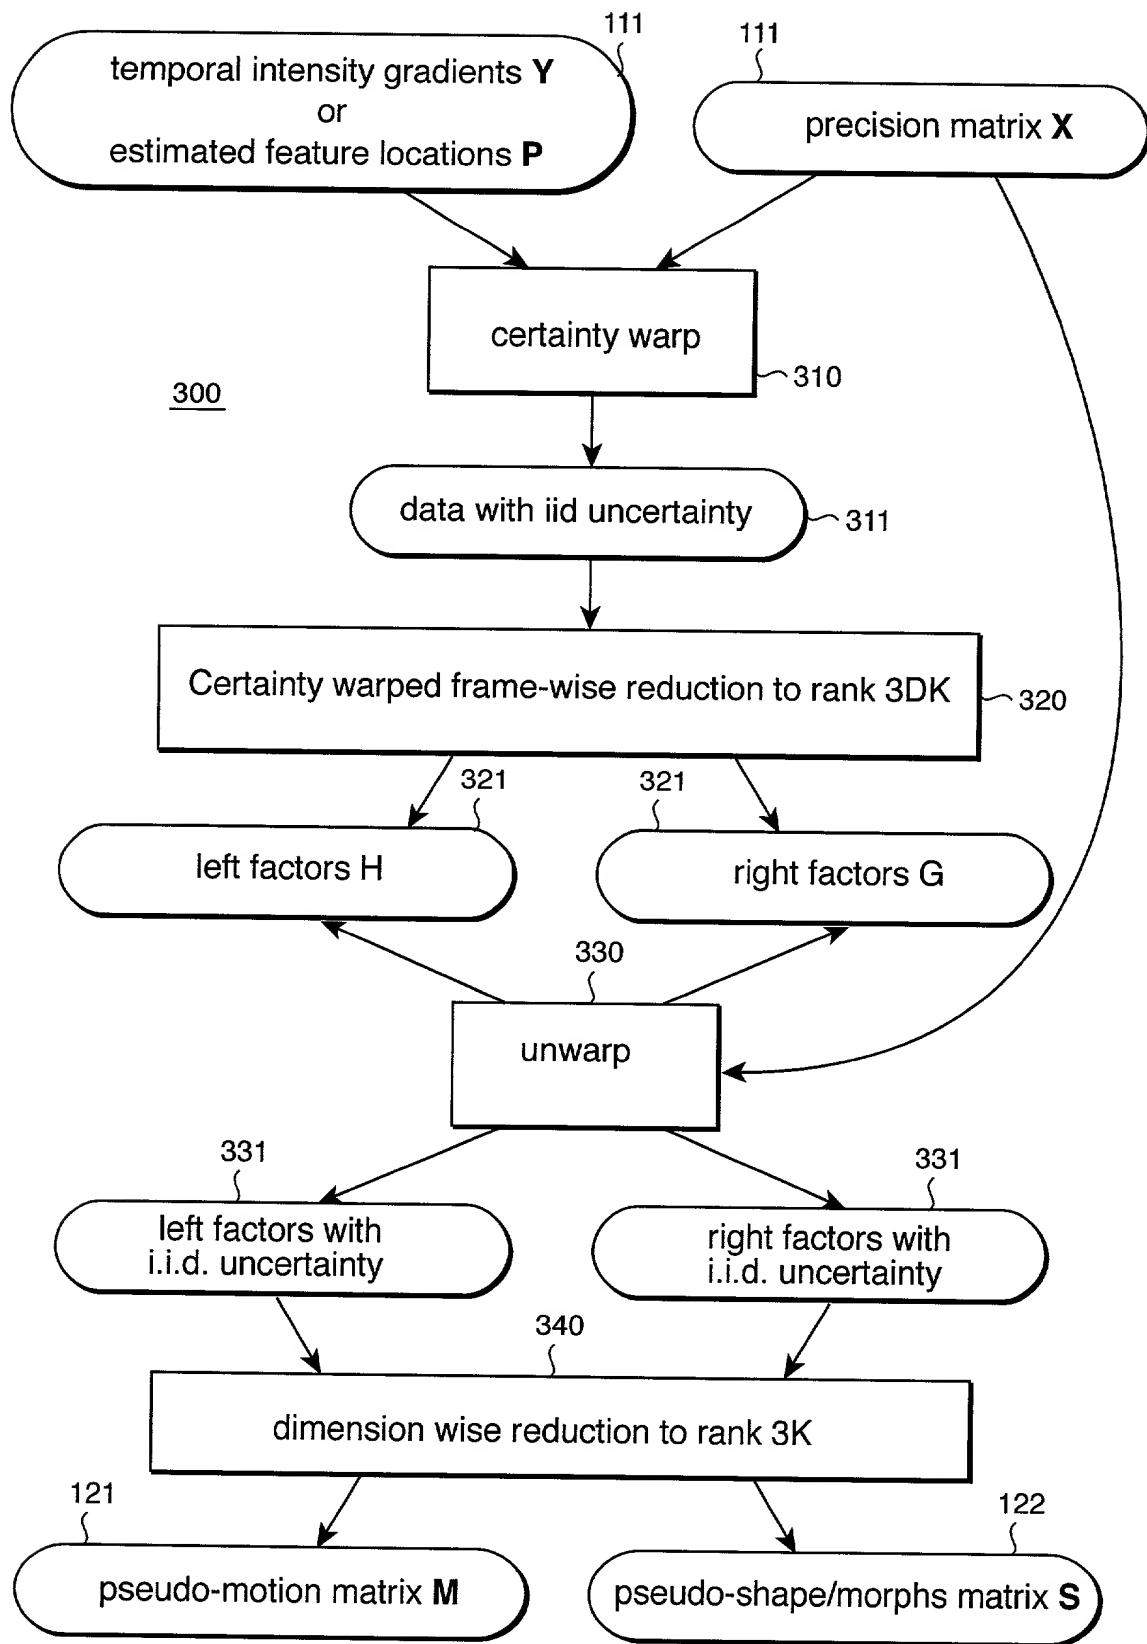 111
111
temporal intensity gradients Y
or
estimated feature locations P
precision matrix X
certainty warp
310
300
data with iid uncertainty
311
Certainty warped frame-wise reduction to rank 3DK
320
321
321
left factors H
right factors G
330
unwarp
331
331
left factors with
i.i.d. uncertainty
right factors with
i.i.d. uncertainty
340
dimension wise reduction to rank 3K
121
122
pseudo-motion matrix M
pseudo-shape/morphs matrix S